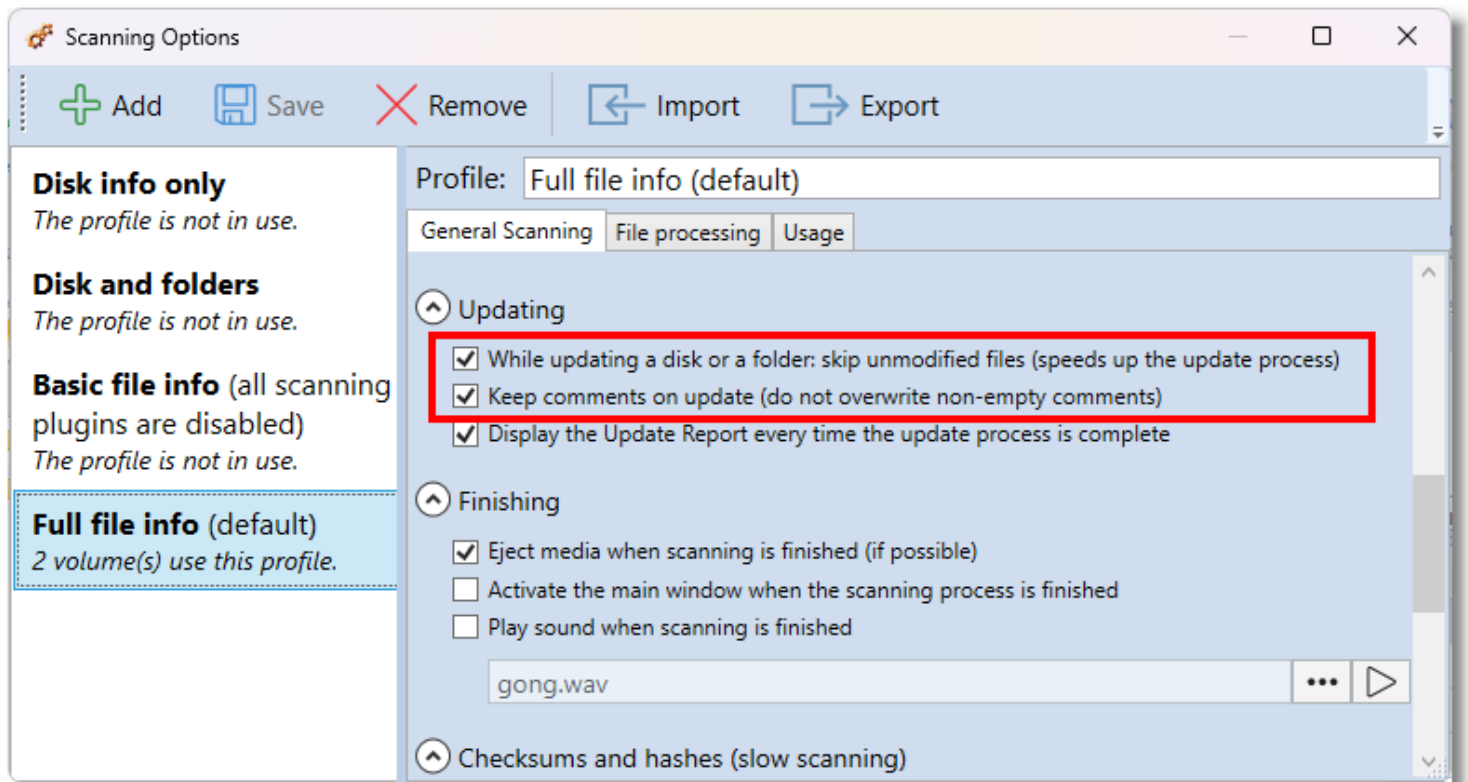 Scanning Options
Add Save Remove Import Export
Disk info only
The profile is not in use.
Disk and folders
The profile is not in use.
Basic file info (all scanning
plugins are disabled)
The profile is not in use.
Full file info (default)
2 volume(s) use this profile.
Profile: Full file info (default)
General Scanning File processing Usage
Updating
While updating a disk or a folder: skip unmodified files (speeds up the update process)
Keep comments on update (do not overwrite non-empty comments)
Display the Update Report every time the update process is complete
Finishing
Eject media when scanning is finished (if possible)
Activate the main window when the scanning process is finished
Play sound when scanning is finished
gong.wav
Checksums and hashes (slow scanning)